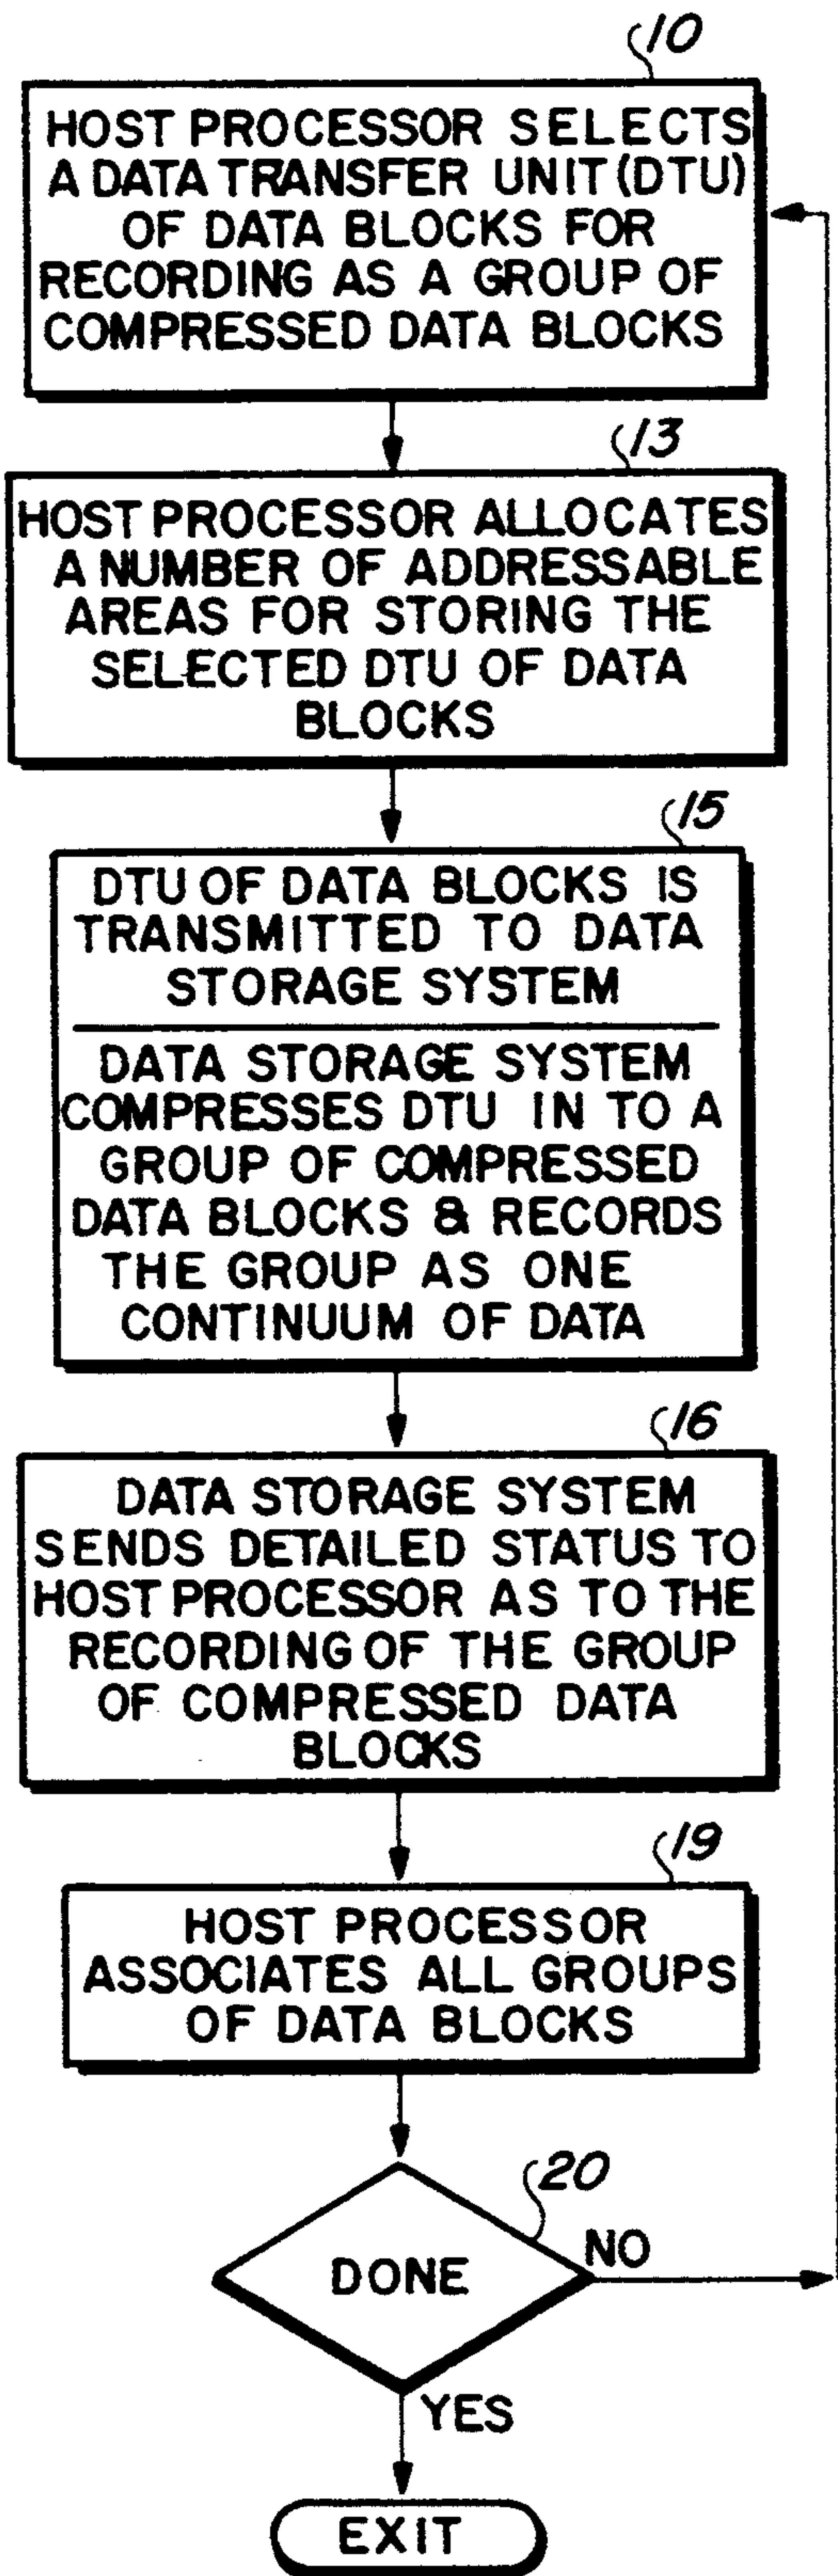 10
HOST PROCESSOR SELECTS
A DATA TRANSFER UNIT (DTU)
OF DATA BLOCKS FOR
RECORDING AS A GROUP OF
COMPRESSED DATA BLOCKS
13
HOST PROCESSOR ALLOCATES
A NUMBER OF ADDRESSABLE
AREAS FOR STORING THE
SELECTED DTU OF DATA
BLOCKS
15
DTU OF DATA BLOCKS IS
TRANSMITTED TO DATA
STORAGE SYSTEM
DATA STORAGE SYSTEM
COMPRESSES DTU IN TO A
GROUP OF COMPRESSED
DATA BLOCKS & RECORDS
THE GROUP AS ONE
CONTINUUM OF DATA
16
DATA STORAGE SYSTEM
SENDS DETAILED STATUS TO
HOST PROCESSOR AS TO THE
RECORDING OF THE GROUP
OF COMPRESSED DATA
BLOCKS
19
HOST PROCESSOR
ASSOCIATES ALL GROUPS
OF DATA BLOCKS
20
DONE
NO
YES
EXIT